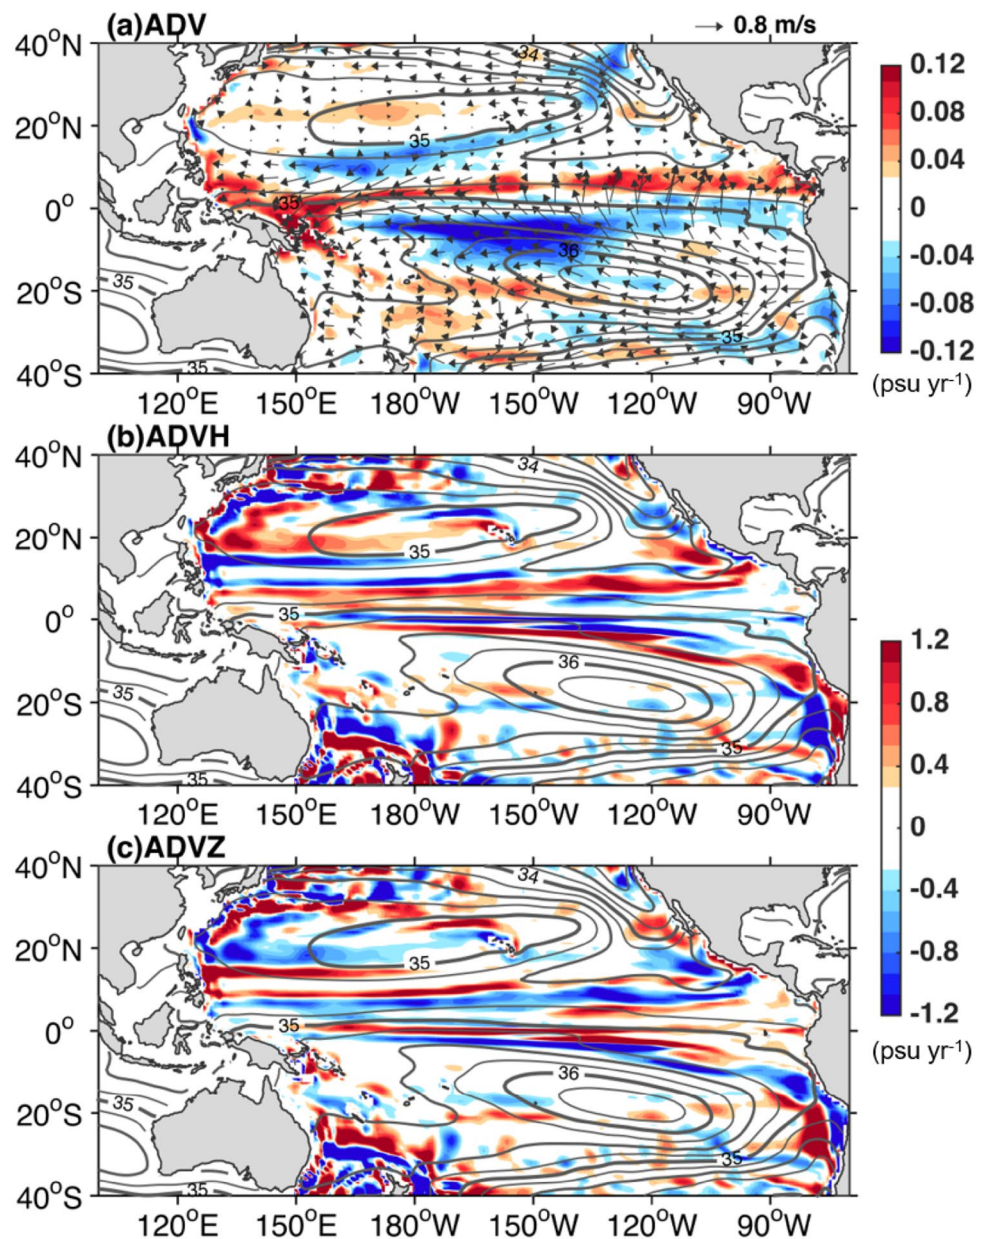 (a)ADV → 0.8 m/s
40°N
20°N
0°
20°S
40°S
34
35
35
36
35
35
35
120°E 150°E 180°W 150°W 120°W 90°W
0.12
0.08
0.04
0
-0.04
-0.08
-0.12
(psu yr-1)
(b)ADVH
40°N
20°N
0°
20°S
40°S
34
35
35
36
35
35
35
120°E 150°E 180°W 150°W 120°W 90°W
1.2
0.8
0.4
0
-0.4
-0.8
-1.2
(psu yr-1)
(c)ADVZ
40°N
20°N
0°
20°S
40°S
34
35
35
36
35
35
35
120°E 150°E 180°W 150°W 120°W 90°W